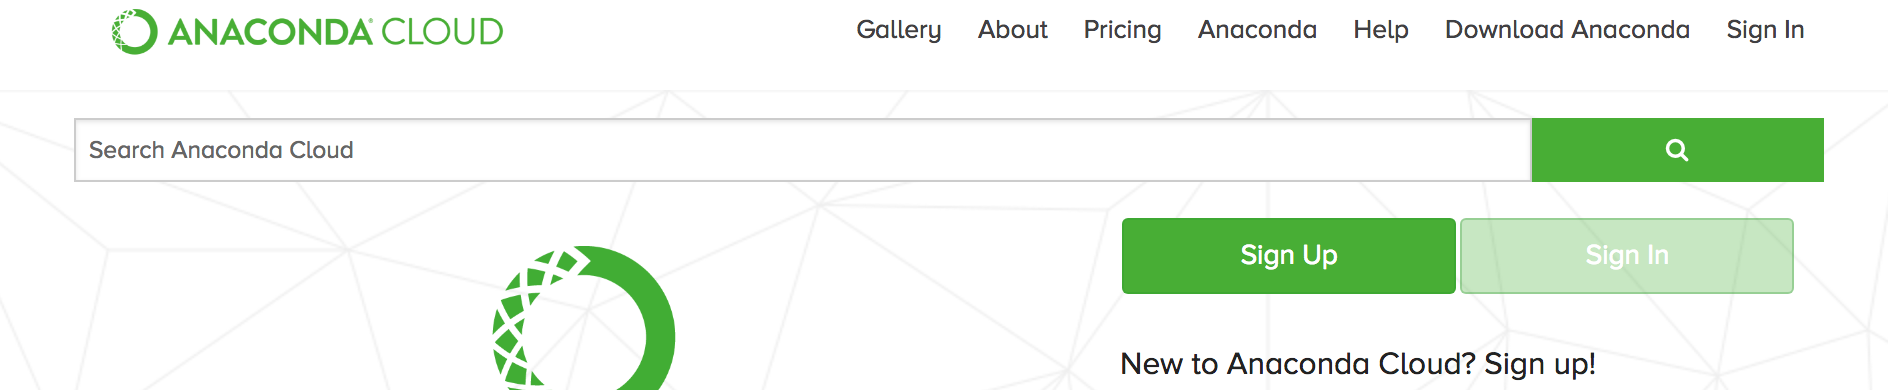 ANACONDA® CLOUD
Gallery About Pricing Anaconda Help Download Anaconda Sign In
Search Anaconda Cloud
Sign Up Sign In
New to Anaconda Cloud? Sign up!